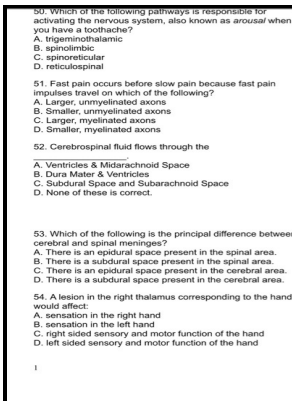 50. Which of the following pathways is responsible for
activating the nervous system, also known as arousal when
you have a toothache?
A. trigeminothalamic
B. spinolimbic
C. spinoreticular
D. reticulospinal
51. Fast pain occurs before slow pain because fast pain
impulses travel on which of the following?
A. Larger, unmyelinated axons
B. Smaller, unmyelinated axons
C. Larger, myelinated axons
D. Smaller, myelinated axons
52. Cerebrospinal fluid flows through the
____________________.
A. Ventricles & Midarachnoid Space
B. Dura Mater & Ventricles
C. Subdural Space and Subarachnoid Space
D. None of these is correct.
53. Which of the following is the principal difference between
cerebral and spinal meninges?
A. There is an epidural space present in the spinal area.
B. There is a subdural space present in the spinal area.
C. There is an epidural space present in the cerebral area.
D. There is a subdural space present in the cerebral area.
54. A lesion in the right thalamus corresponding to the hand
would affect:
A. sensation in the right hand
B. sensation in the left hand
C. right sided sensory and motor function of the hand
D. left sided sensory and motor function of the hand
1